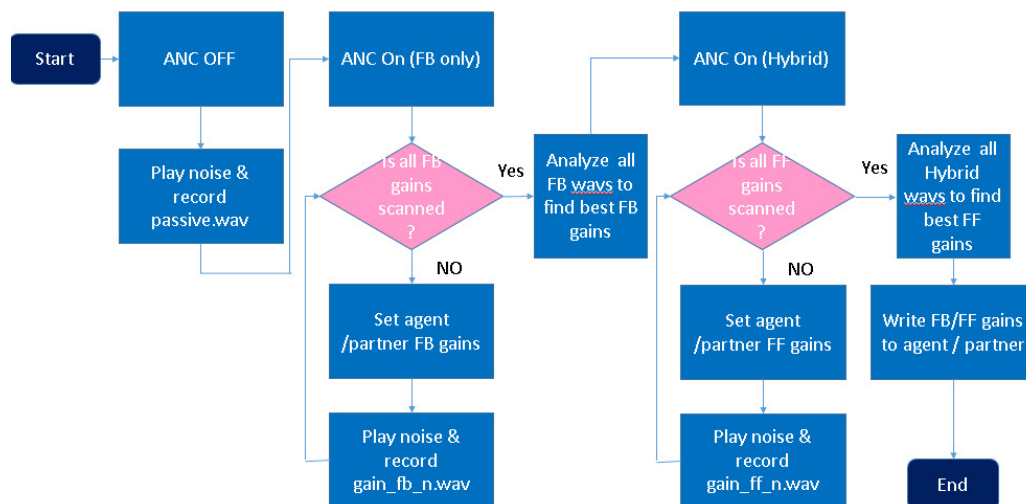 Start
ANC OFF
Play noise &
record
passive.wav
ANC On (FB only)
Is all FB
gains
scanned
?
Yes
NO
Set agent
/partner FB gains
Play noise &
record
gain_fb_n.wav
Analyze all
FB wavs to
find best FB
gains
ANC On (Hybrid)
Is all FF
gains
scanned
?
Yes
NO
Set agent
/partner FF gains
Play noise &
record
gain_ff_n.wav
Analyze all
Hybrid
wavs to find
best FF
gains
Write FB/FF gains
to agent / partner
End